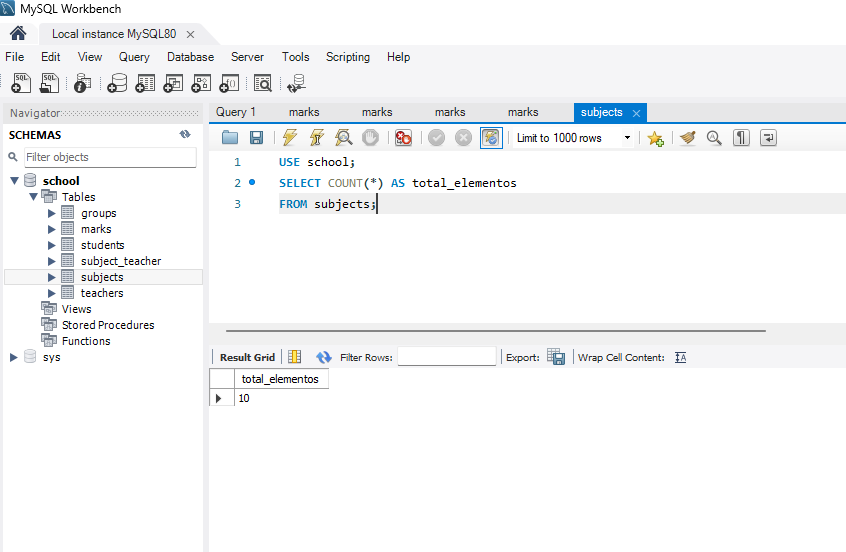 MySQL Workbench
Local instance MySQL80
File Edit View Query Database Server Tools Scripting Help
Navigator
SCHEMAS
Filter objects
school
Tables
groups
marks
students
subject_teacher
subjects
teachers
Views
Stored Procedures
Functions
sys
Query 1 marks marks marks marks subjects
Limit to 1000 rows
1 USE school;
2 SELECT COUNT(*) AS total_elementos
3 FROM subjects;
Result Grid Filter Rows: Export: Wrap Cell Content:
total_elementos
10